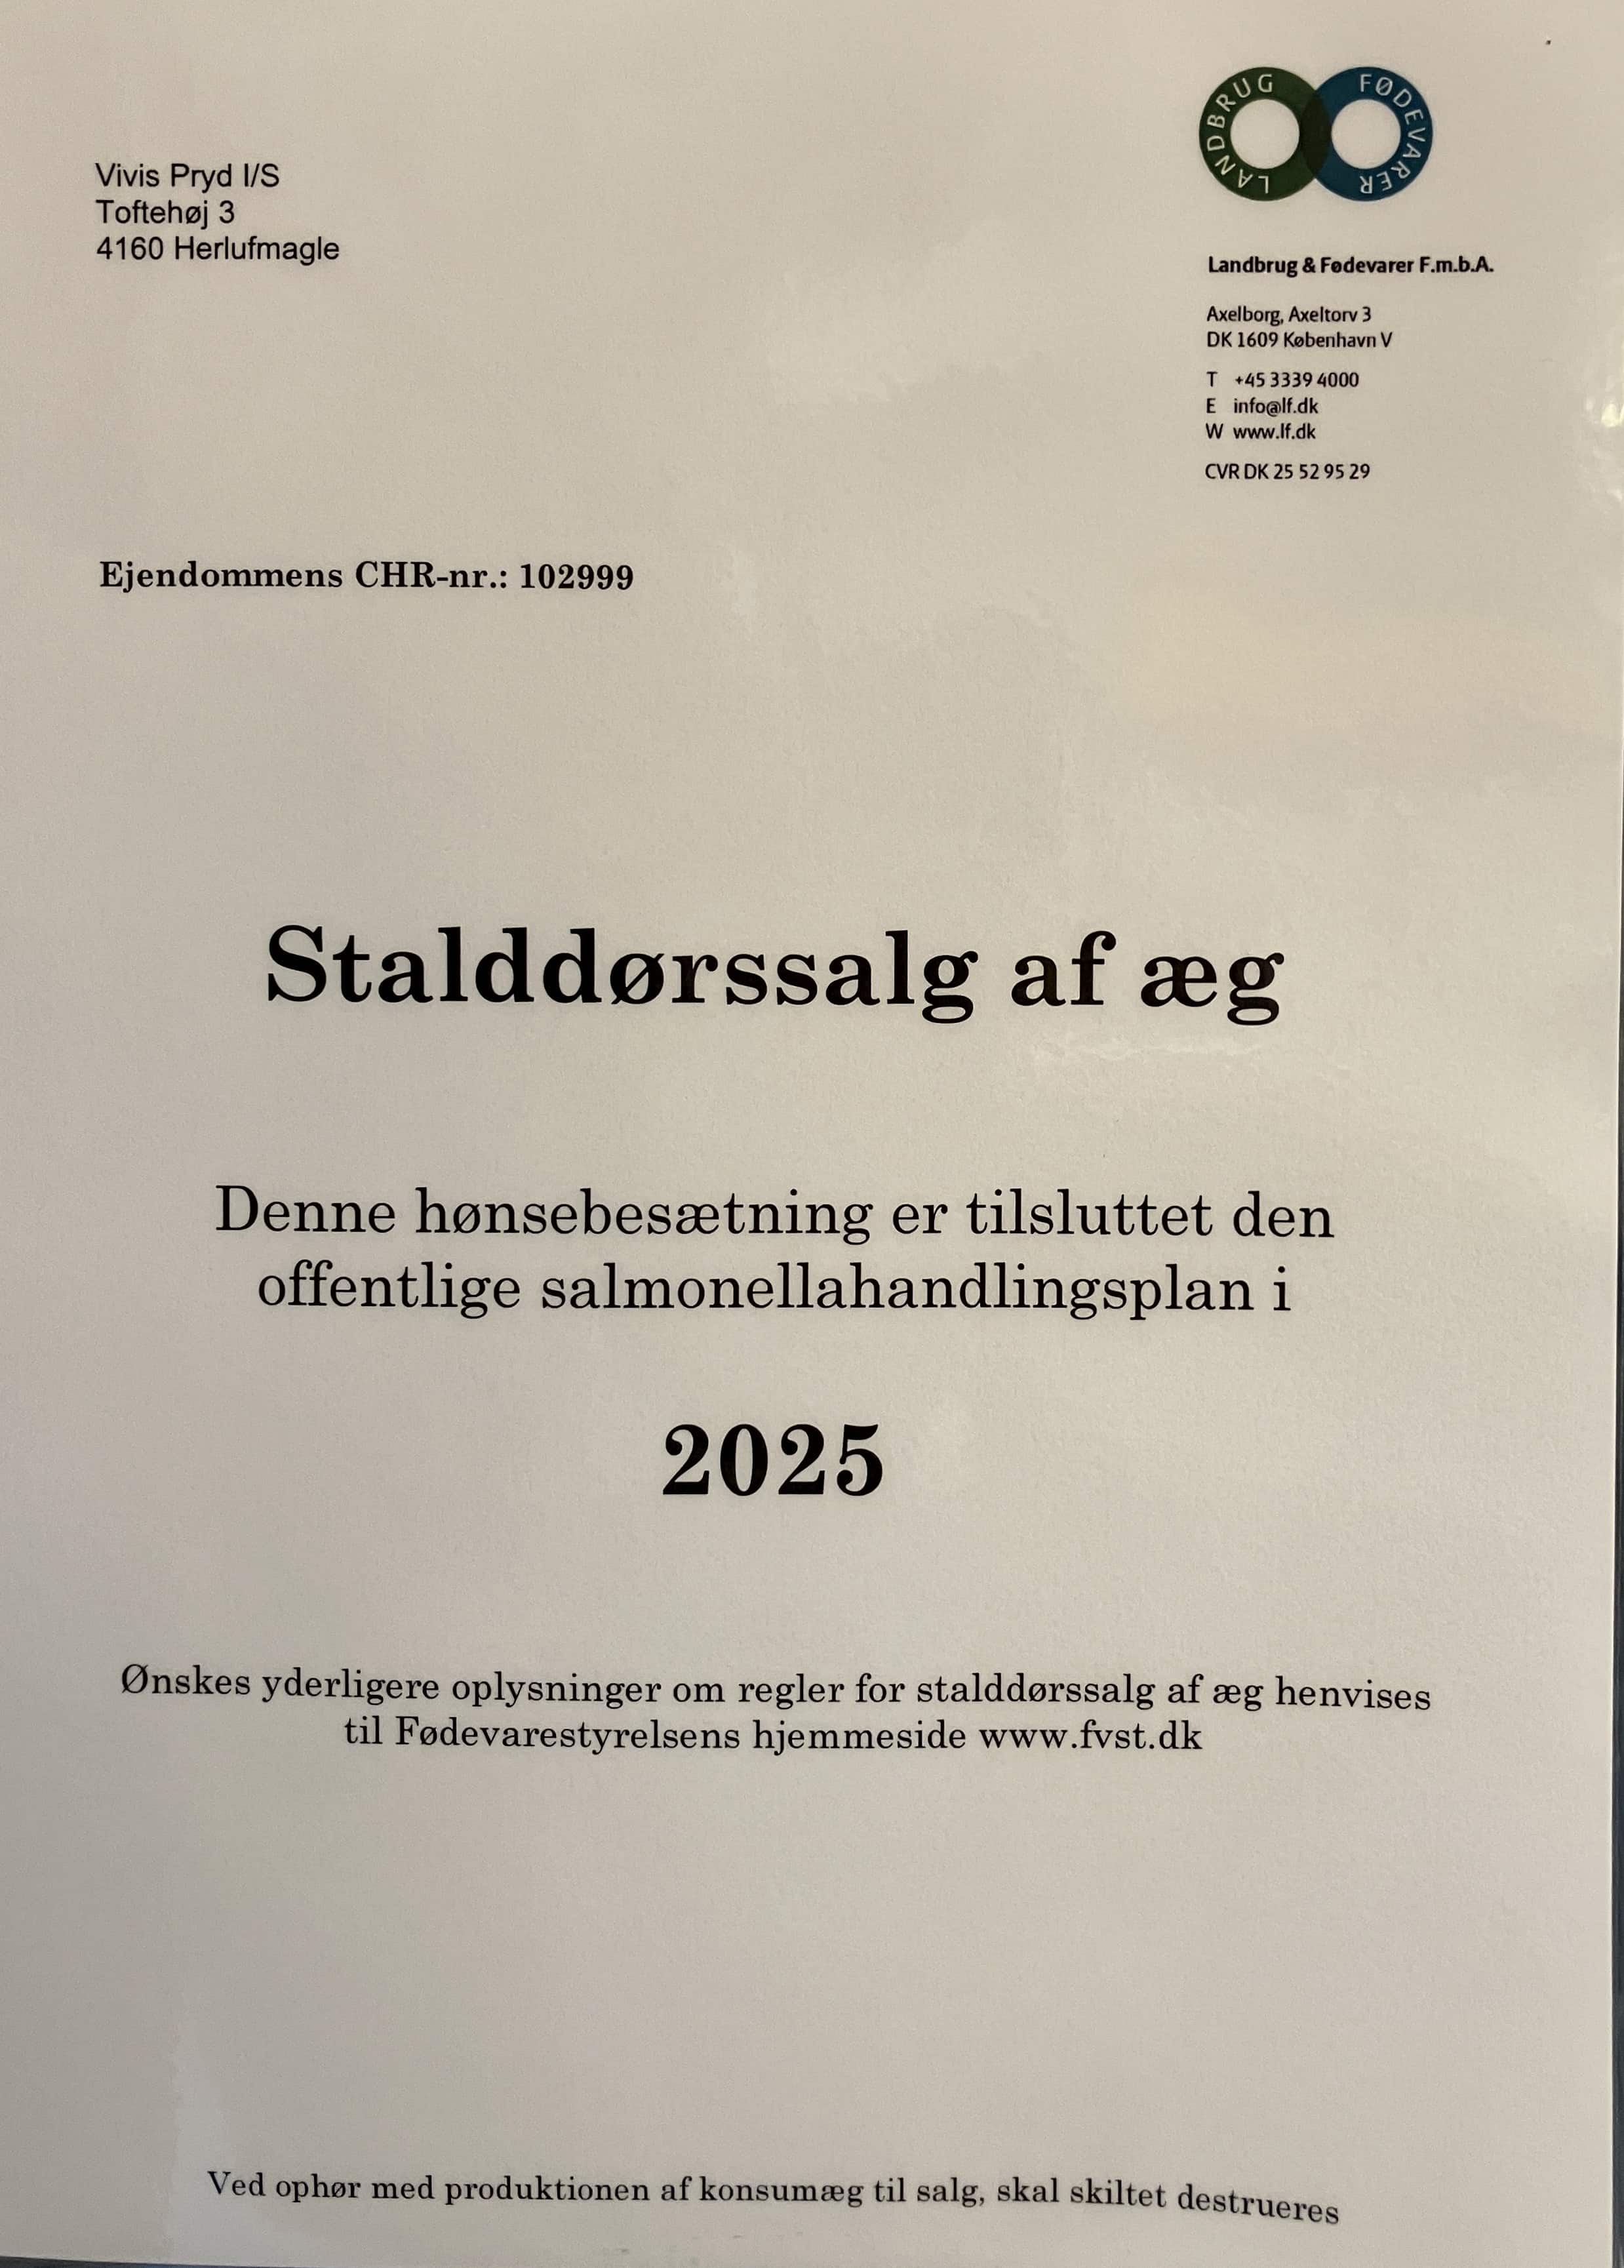 LANDBRUG FØDEVARER
Vivis Pryd I/S
Toftehøj 3
4160 Herlufmagle
Landbrug & Fødevarer F.m.b.A.
Axelborg, Axeltorv 3
DK 1609 København V
T +45 3339 4000
E info@lf.dk
W www.lf.dk
CVR DK 25 52 95 29
Ejendommens CHR-nr.: 102999
Stalddørssalg af æg
Denne hønsebesætning er tilsluttet den
offentlige salmonellahandlingsplan i
2025
Ønskes yderligere oplysninger om regler for stalddørssalg af æg henvises
til Fødevarestyrelsens hjemmeside www.fvst.dk
Ved ophør med produktionen af konsumæg til salg, skal skiltet destrueres